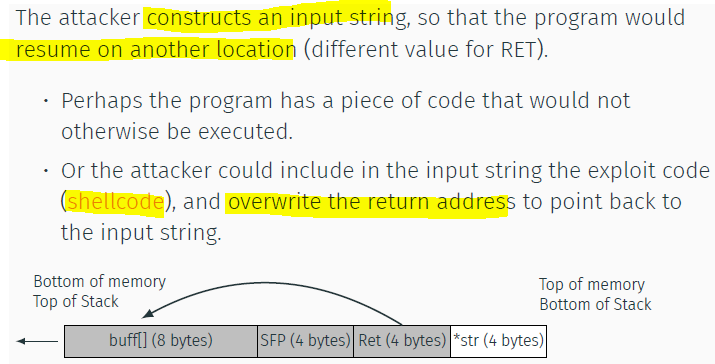 The attacker constructs an input string, so that the program would
resume on another location (different value for RET).
• Perhaps the program has a piece of code that would not
otherwise be executed.
• Or the attacker could include in the input string the exploit code
(shellcode), and overwrite the return address to point back to
the input string.
Bottom of memory
Top of Stack
Top of memory
Bottom of Stack
buff[] (8 bytes)
SFP (4 bytes)
Ret (4 bytes)
*str (4 bytes)